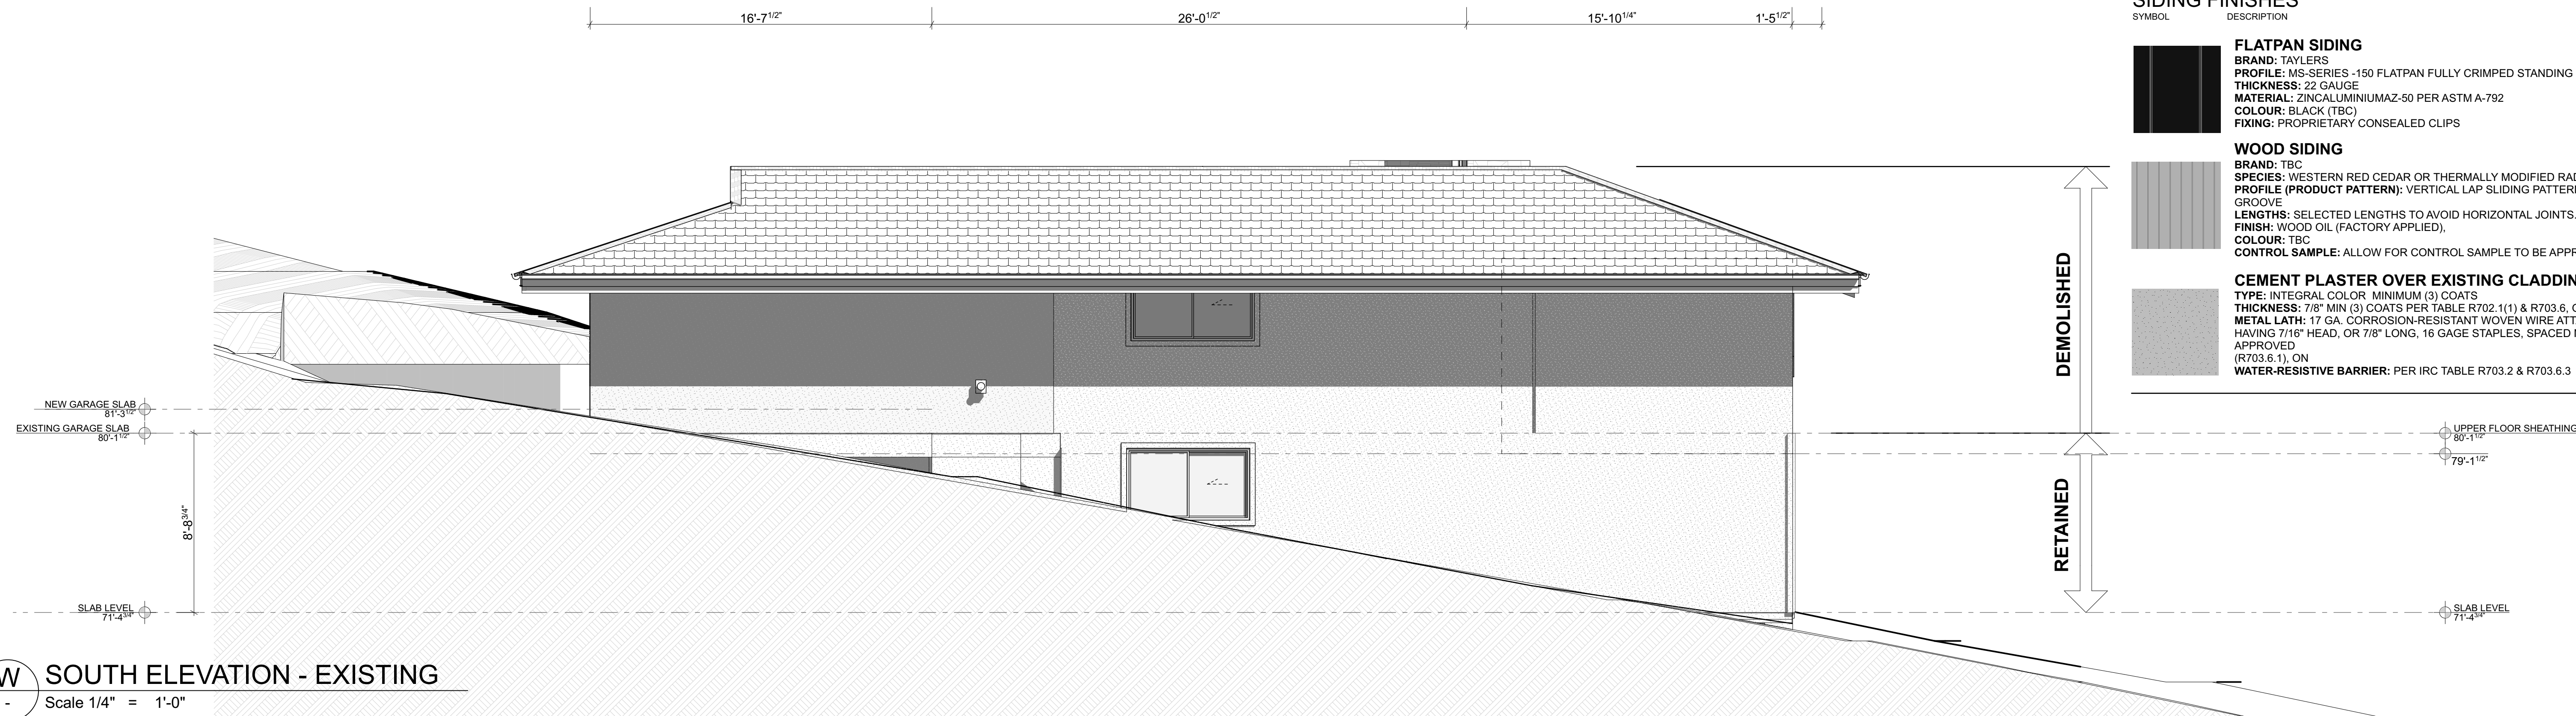 16'-7 1/2"
26'-0 1/2"
15'-10 1/4"
1'-5 1/2"
SIDING FINISHES
SYMBOL DESCRIPTION
FLATPAN SIDING
BRAND: TAYLERS
PROFILE: MS-SERIES -150 FLATPAN FULLY CRIMPED STANDING
THICKNESS: 22 GAUGE
MATERIAL: ZINCALUMINIUMAZ-50 PER ASTM A-792
COLOUR: BLACK (TBC)
FIXING: PROPRIETARY CONSEALED CLIPS
WOOD SIDING
BRAND: TBC
SPECIES: WESTERN RED CEDAR OR THERMALLY MODIFIED
PROFILE (PRODUCT PATTERN): VERTICAL LAP SLIDING
GROOVE
LENGTHS: SELECTED LENGTHS TO AVOID HORIZONTAL JOINTS.
FINISH: WOOD OIL (FACTORY APPLIED),
COLOUR: TBC
CONTROL SAMPLE: ALLOW FOR CONTROL SAMPLE TO BE
CEMENT PLASTER OVER EXISTING
TYPE: INTEGRAL COLOR MINIMUM (3) COATS
THICKNESS: 7/8" MIN (3) COATS PER TABLE R702.1(1) & R703.6,
METAL LATH: 17 GA. CORROSION-RESISTANT WOVEN WIRE
HAVING 7/16" HEAD, OR 7/8" LONG, 16 GAGE STAPLES, SPACED
APPROVED
(R703.6.1), ON
WATER-RESISTIVE BARRIER: PER IRC TABLE R703.2 & R703.6.3
DEMOLISHED
RETAINED
NEW GARAGE SLAB
81'-3 1/2"
EXISTING GARAGE SLAB
80'-1 1/2"
8'-8 3/4"
SLAB LEVEL
71'-4 3/4"
UPPER FLOOR SHEATHING
80'-1 1/2"
79'-1 1/2"
SLAB LEVEL
71'-4 3/4"
W
-
SOUTH ELEVATION - EXISTING
Scale 1/4" = 1'-0"